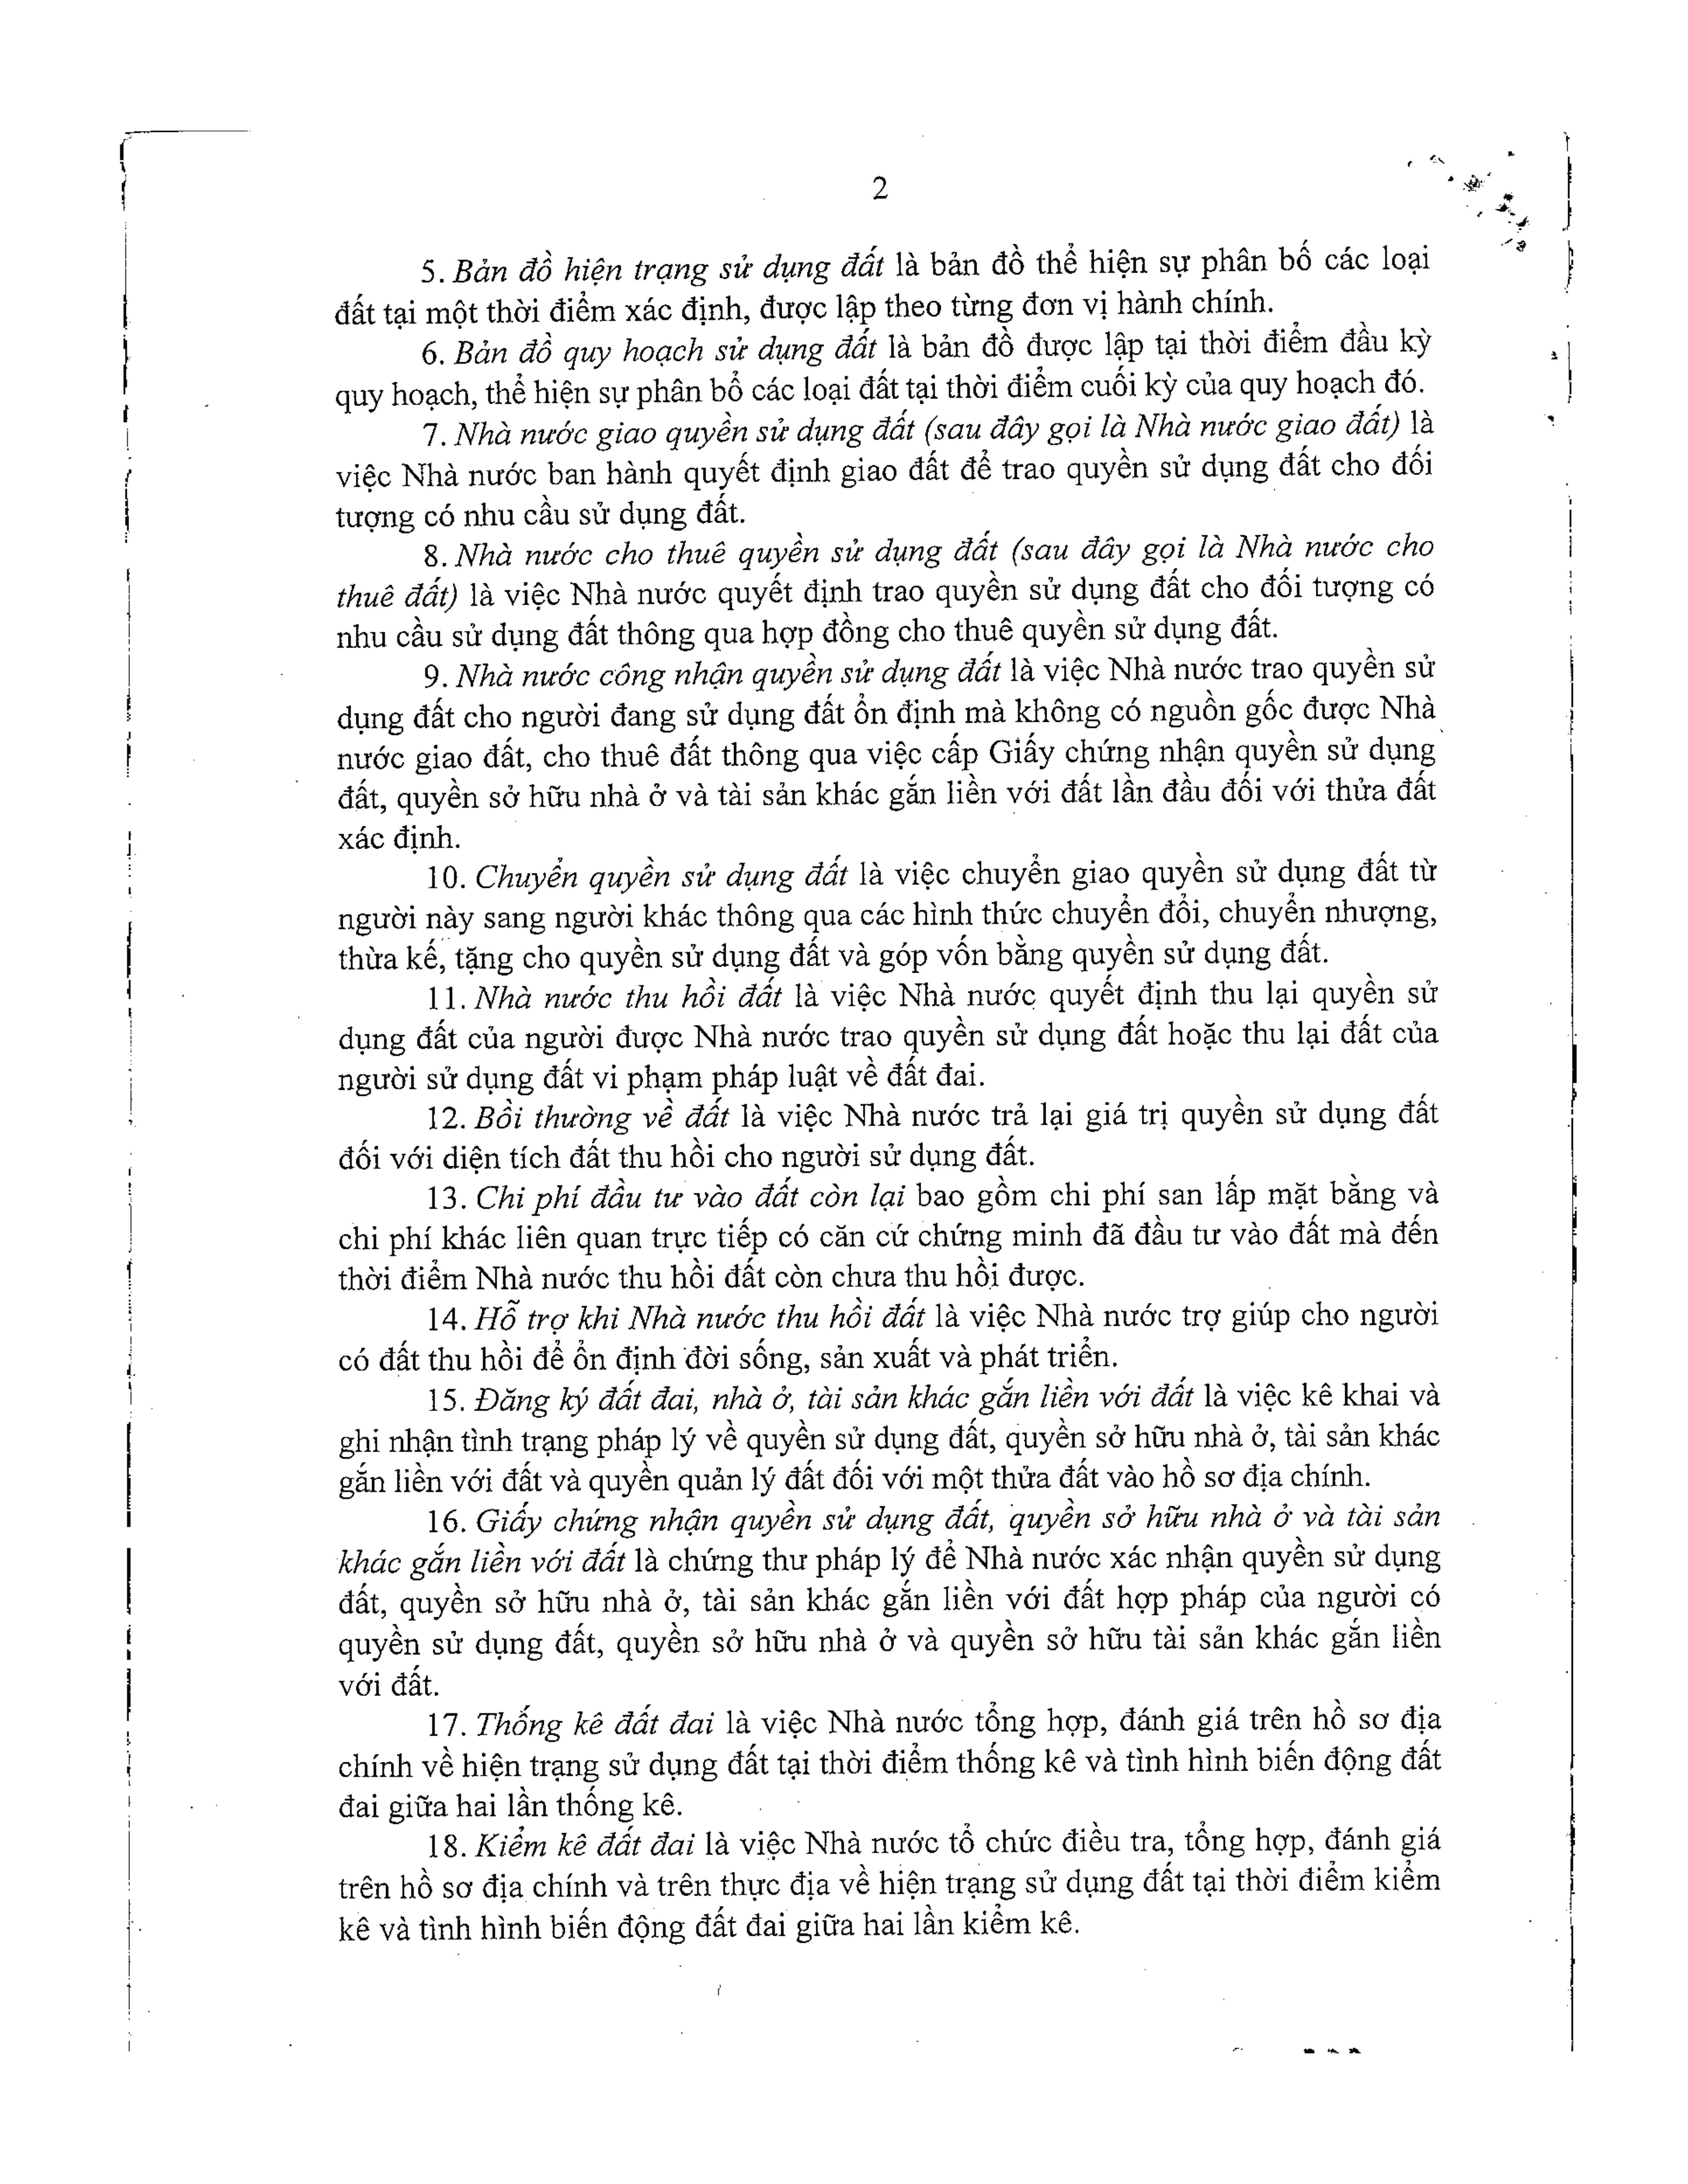 2
5. Bản đồ hiện trạng sử dụng đất là bản đồ thể hiện sự phân bố các loại
đất tại một thời điểm xác định, được lập theo từng đơn vị hành chính.
6. Bản đồ quy hoạch sử dụng đất là bản đồ được lập tại thời điểm đầu kỳ
quy hoạch, thể hiện sự phân bổ các loại đất tại thời điểm cuối kỳ của quy hoạch đó.
7. Nhà nước giao quyền sử dụng đất (sau đây gọi là Nhà nước giao đất) là
việc Nhà nước ban hành quyết định giao đất để trao quyền sử dụng đất cho đối
tượng có nhu cầu sử dụng đất.
8. Nhà nước cho thuê quyền sử dụng đất (sau đây gọi là Nhà nước cho
thuê đất) là việc Nhà nước quyết định trao quyền sử dụng đất cho đối tượng có
nhu cầu sử dụng đất thông qua hợp đồng cho thuê quyền sử dụng đất.
9. Nhà nước công nhận quyền sử dụng đất là việc Nhà nước trao quyền sử
dụng đất cho người đang sử dụng đất ổn định mà không có nguồn gốc được Nhà
nước giao đất, cho thuê đất thông qua việc cấp Giấy chứng nhận quyền sử dụng
đất, quyền sở hữu nhà ở và tài sản khác gắn liền với đất lần đầu đối với thửa đất
xác định.
10. Chuyển quyền sử dụng đất là việc chuyển giao quyền sử dụng đất từ
người này sang người khác thông qua các hình thức chuyển đổi, chuyển nhượng,
thừa kế, tặng cho quyền sử dụng đất và góp vốn bằng quyền sử dụng đất.
11. Nhà nước thu hồi đất là việc Nhà nước quyết định thu lại quyền sử
dụng đất của người được Nhà nước trao quyền sử dụng đất hoặc thu lại đất của
người sử dụng đất vi phạm pháp luật về đất đai.
12. Bồi thường về đất là việc Nhà nước trả lại giá trị quyền sử dụng đất
đối với diện tích đất thu hồi cho người sử dụng đất.
13. Chi phí đầu tư vào đất còn lại bao gồm chi phí san lấp mặt bằng và
chi phí khác liên quan trực tiếp có căn cứ chứng minh đã đầu tư vào đất mà đến
thời điểm Nhà nước thu hồi đất còn chưa thu hồi được.
14. Hỗ trợ khi Nhà nước thu hồi đất là việc Nhà nước trợ giúp cho người
có đất thu hồi để ổn định đời sống, sản xuất và phát triển.
15. Đăng ký đất đai, nhà ở, tài sản khác gắn liền với đất là việc kê khai và
ghi nhận tình trạng pháp lý về quyền sử dụng đất, quyền sở hữu nhà ở, tài sản khác
gắn liền với đất và quyền quản lý đất đối với một thửa đất vào hồ sơ địa chính.
16. Giấy chứng nhận quyền sử dụng đất, quyền sở hữu nhà ở và tài sản
khác gắn liền với đất là chứng thư pháp lý để Nhà nước xác nhận quyền sử dụng
đất, quyền sở hữu nhà ở, tài sản khác gắn liền với đất hợp pháp của người có
quyền sử dụng đất, quyền sở hữu nhà ở và quyền sở hữu tài sản khác gắn liền
với đất.
17. Thống kê đất đai là việc Nhà nước tổng hợp, đánh giá trên hồ sơ địa
chính về hiện trạng sử dụng đất tại thời điểm thống kê và tình hình biến động đất
đai giữa hai lần thống kê.
18. Kiểm kê đất đai là việc Nhà nước tổ chức điều tra, tổng hợp, đánh giá
trên hồ sơ địa chính và trên thực địa về hiện trạng sử dụng đất tại thời điểm kiểm
kê và tình hình biến động đất đai giữa hai lần kiểm kê.